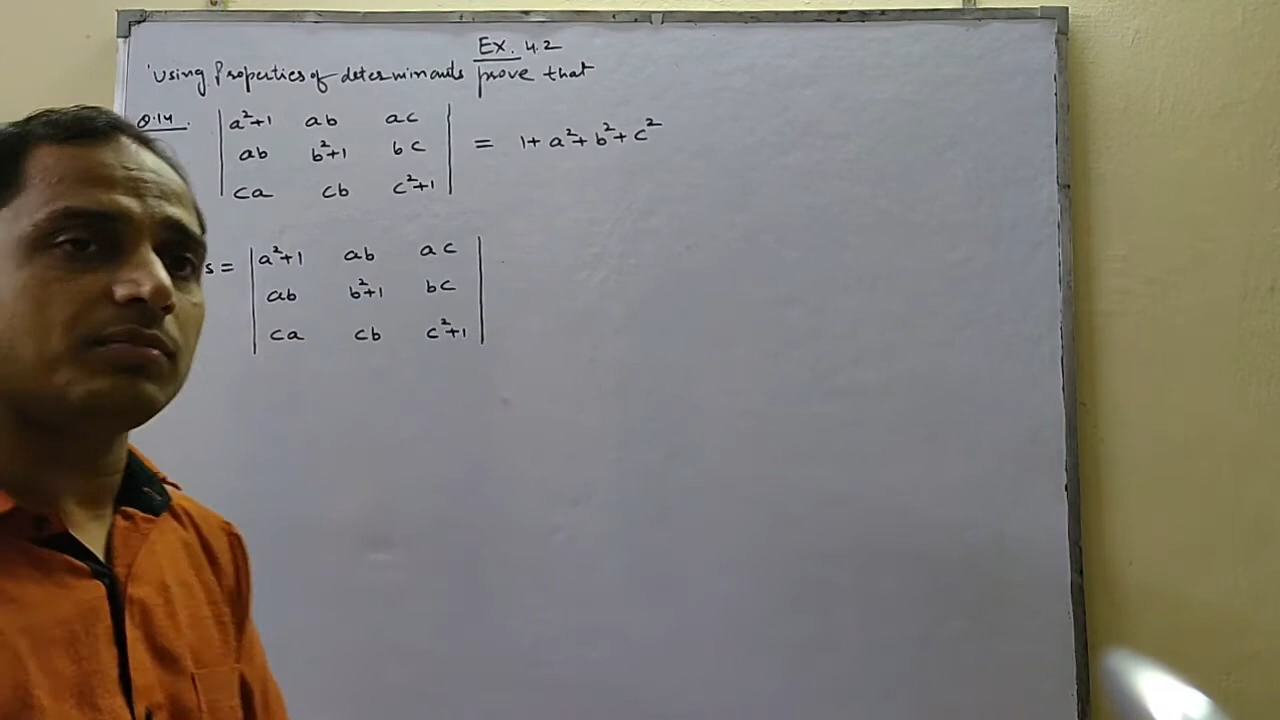 Ex. 4.2
Using Properties of determinants prove that
Q.14. | a²+1 ab ac |
| ab b²+1 bc | = 1+a²+b²+c²
| ca cb c²+1 |
s = | a²+1 ab ac |
| ab b²+1 bc |
| ca cb c²+1 |